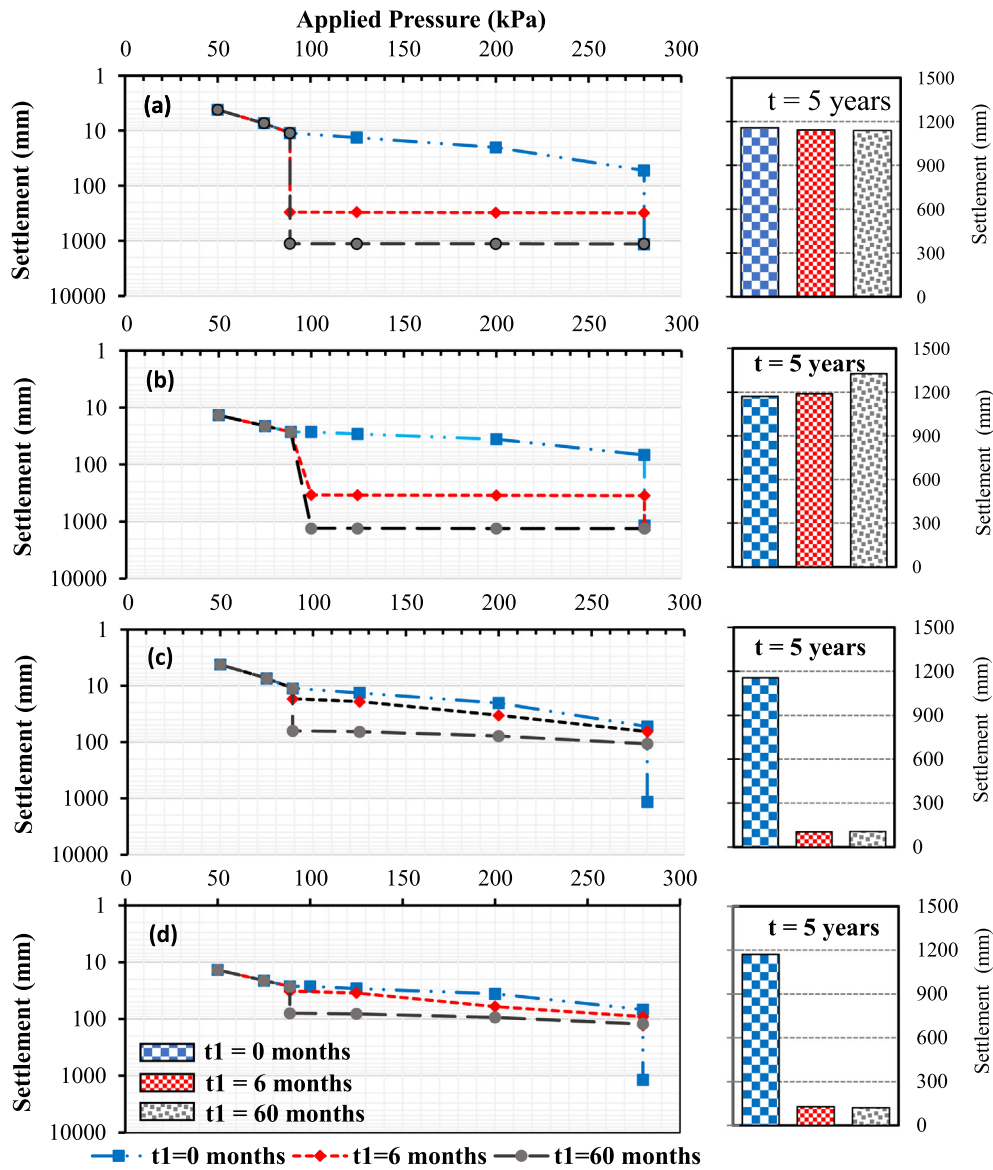 Applied Pressure (kPa)
0 50 100 150 200 250 300
1
10
100
1000
10000
Settlement (mm)
(a)
t = 5 years
1500
1200
900
600
300
0
Settlement (mm)
0 50 100 150 200 250 300
1
10
100
1000
10000
Settlement (mm)
(b)
t = 5 years
1500
1200
900
600
300
0
Settlement (mm)
0 50 100 150 200 250 300
1
10
100
1000
10000
Settlement (mm)
(c)
t = 5 years
1500
1200
900
600
300
0
Settlement (mm)
0 50 100 150 200 250 300
1
10
100
1000
10000
Settlement (mm)
(d)
t1 = 0 months
t1 = 6 months
t1 = 60 months
t = 5 years
1500
1200
900
600
300
0
Settlement (mm)
t1=0 months t1=6 months t1=60 months